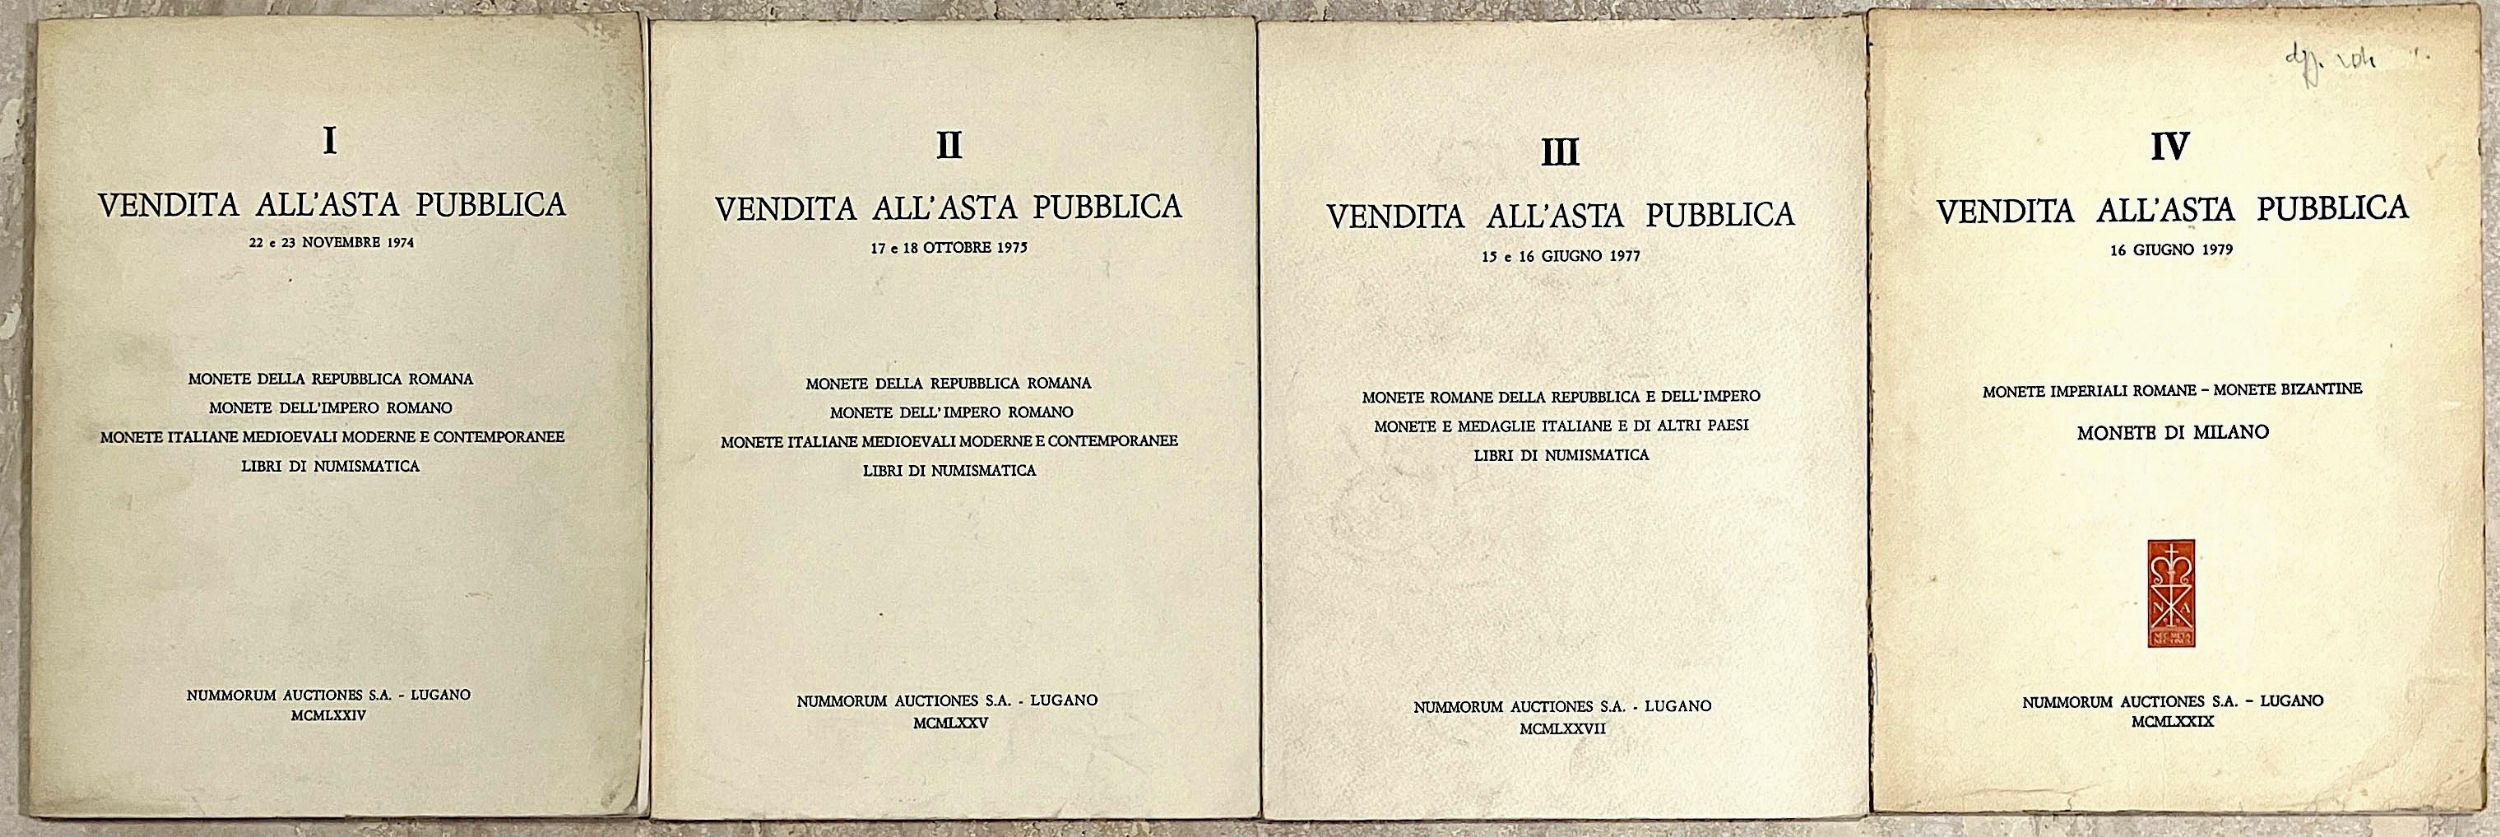 I
VENDITA ALL'ASTA PUBBLICA
22 e 23 NOVEMBRE 1974
MONETE DELLA REPUBBLICA ROMANA
MONETE DELL'IMPERO ROMANO
MONETE ITALIANE MEDIOEVALI MODERNE E CONTEMPORANEE
LIBRI DI NUMISMATICA
NUMMORUM AUCTIONES S.A. - LUGANO
MCMLXXIV
II
VENDITA ALL'ASTA PUBBLICA
17 e 18 OTTOBRE 1975
MONETE DELLA REPUBBLICA ROMANA
MONETE DELL'IMPERO ROMANO
MONETE ITALIANE MEDIOEVALI MODERNE E CONTEMPORANEE
LIBRI DI NUMISMATICA
NUMMORUM AUCTIONES S.A. - LUGANO
MCMLXXV
III
VENDITA ALL'ASTA PUBBLICA
15 e 16 GIUGNO 1977
MONETE ROMANE DELLA REPUBBLICA E DELL'IMPERO
MONETE E MEDAGLIE ITALIANE E DI ALTRI PAESI
LIBRI DI NUMISMATICA
NUMMORUM AUCTIONES S.A. - LUGANO
MCMLXXVII
IV
VENDITA ALL'ASTA PUBBLICA
16 GIUGNO 1979
MONETE IMPERIALI ROMANE – MONETE BIZANTINE
MONETE DI MILANO
N A
NEC META
NEC ONUS
NUMMORUM AUCTIONES S.A. – LUGANO
MCMLXXIX